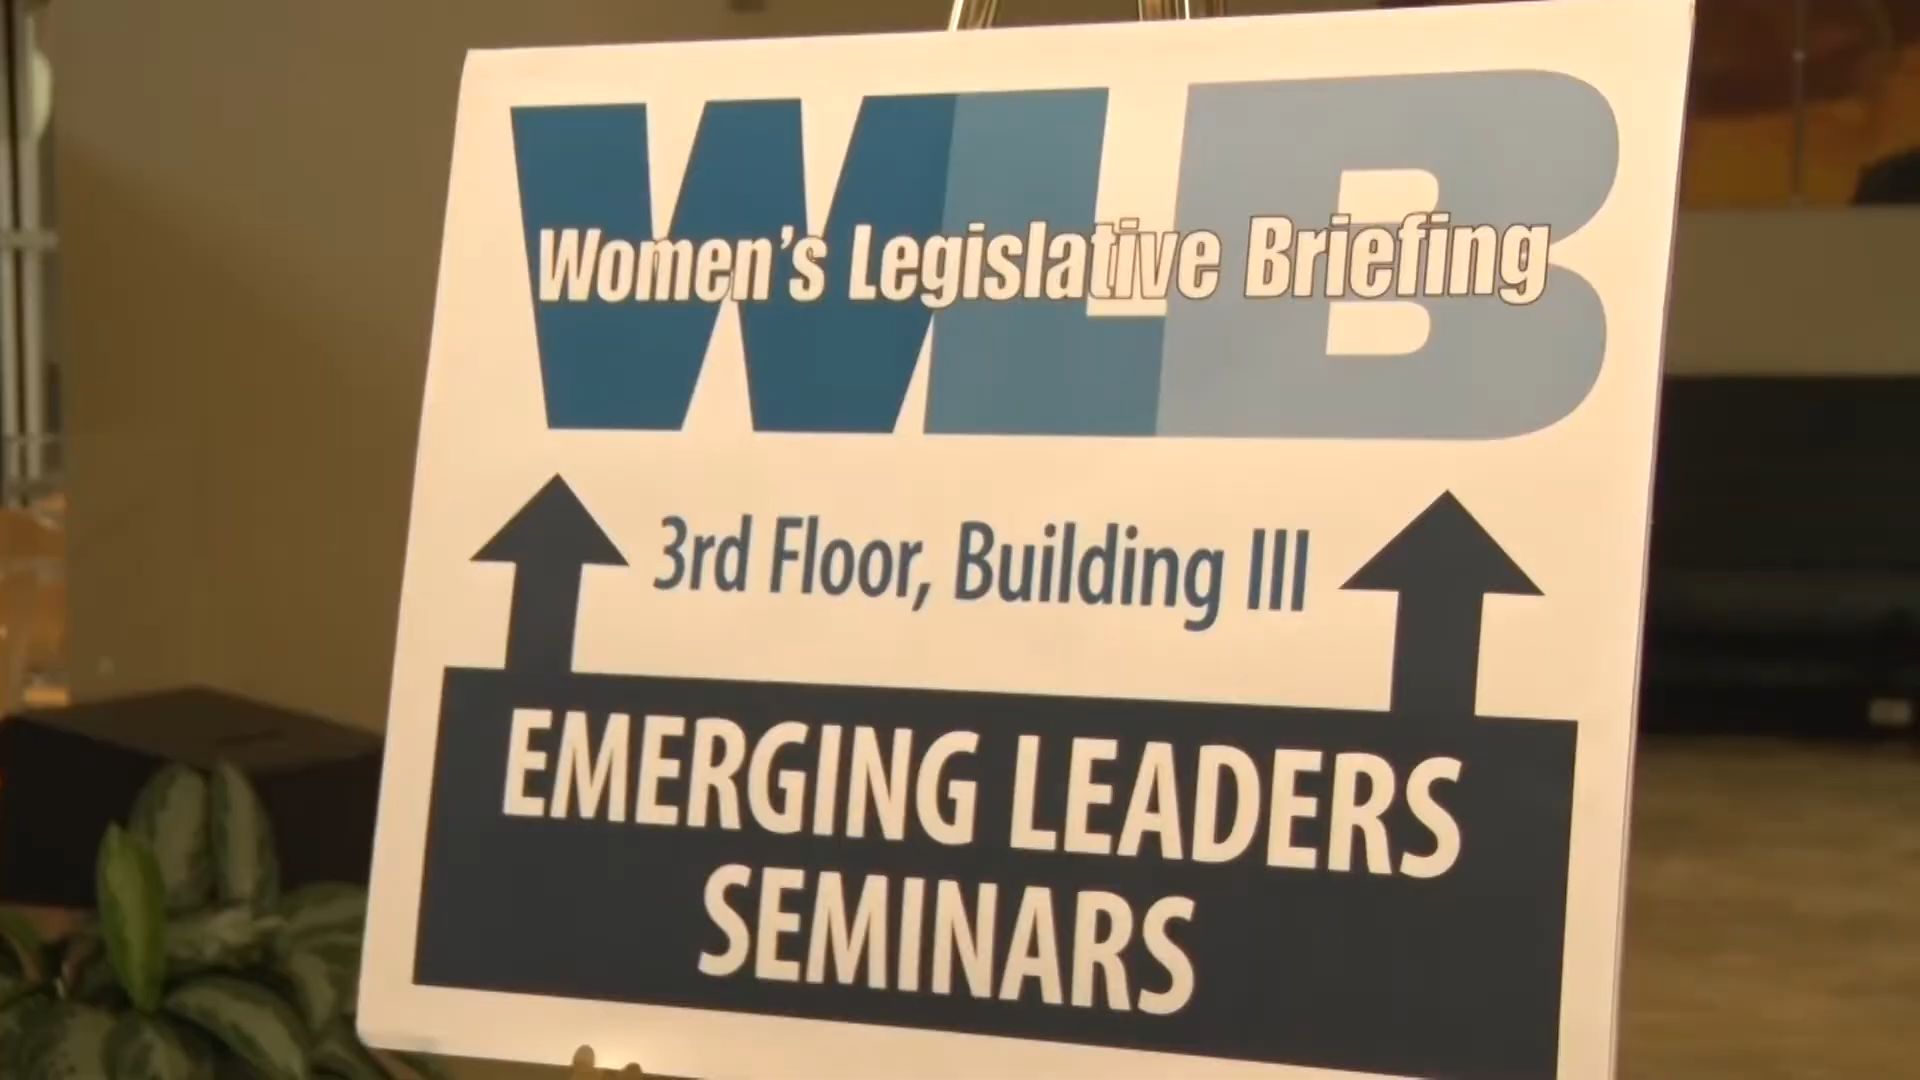 WLB
Women's Legislative Briefing
3rd Floor, Building III
EMERGING LEADERS
SEMINARS